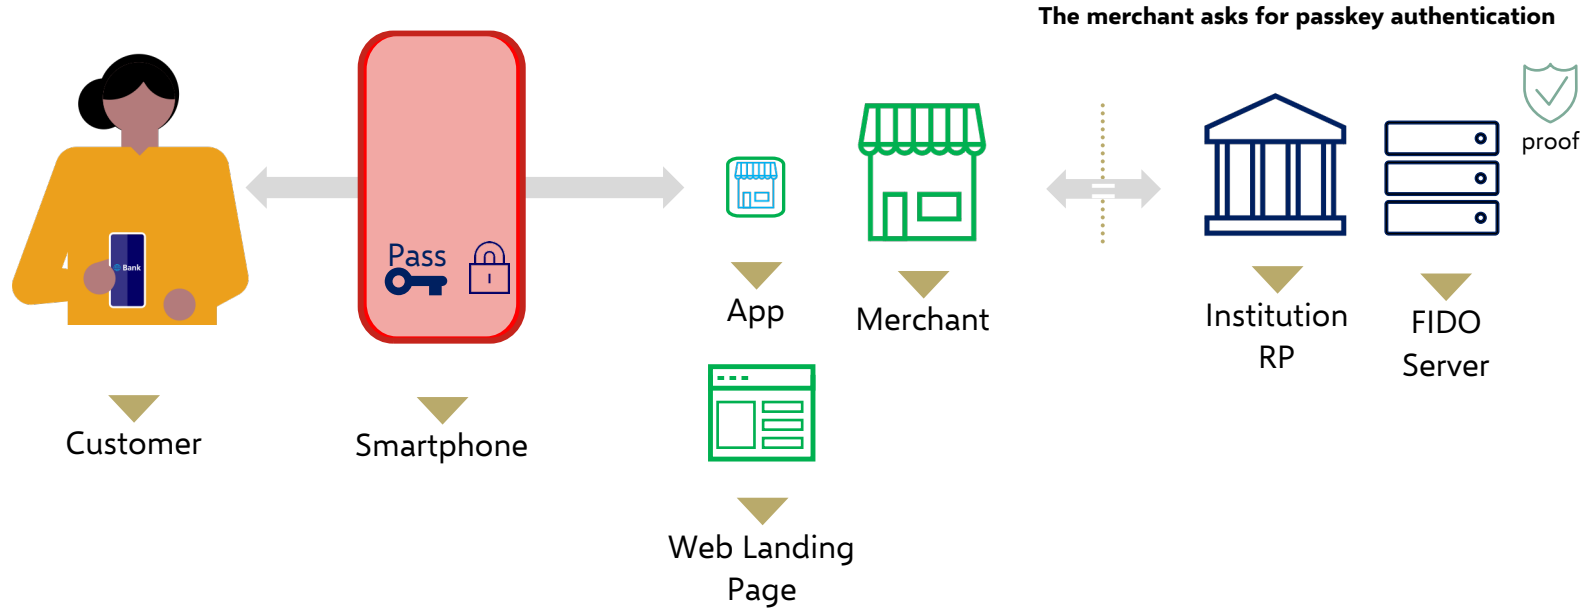 The merchant asks for passkey authentication
proof
Pass
Bank
App
Merchant
Institution
RP
FIDO
Server
Customer
Smartphone
Web Landing
Page